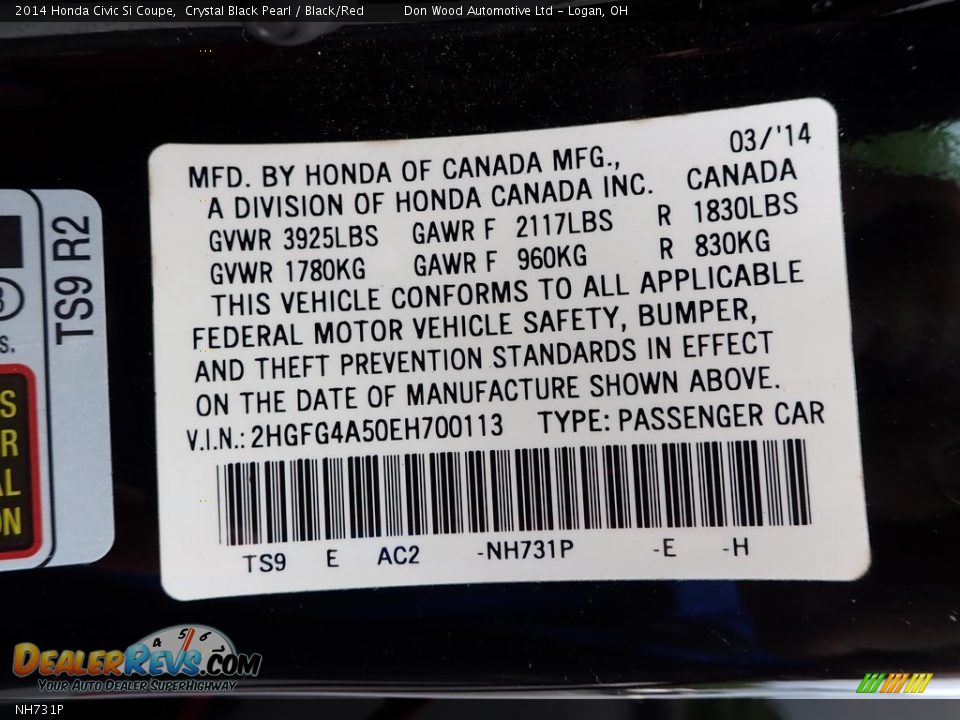 2014 Honda Civic Si Coupe, Crystal Black Pearl / Black/Red Don Wood Automotive Ltd - Logan, OH
03/'14
MFD. BY HONDA OF CANADA MFG.,
A DIVISION OF HONDA CANADA INC. CANADA
GVWR 3925LBS GAWR F 2117LBS R 1830LBS
GVWR 1780KG GAWR F 960KG R 830KG
THIS VEHICLE CONFORMS TO ALL APPLICABLE
FEDERAL MOTOR VEHICLE SAFETY, BUMPER,
AND THEFT PREVENTION STANDARDS IN EFFECT
ON THE DATE OF MANUFACTURE SHOWN ABOVE.
V.I.N.: 2HGFG4A50EH700113 TYPE: PASSENGER CAR
TS9 E AC2 -NH731P -E -H
TS9 R2
4 5 6
DEALERREVS.COM
YOUR AUTO DEALER SUPERHIGHWAY
NH731P